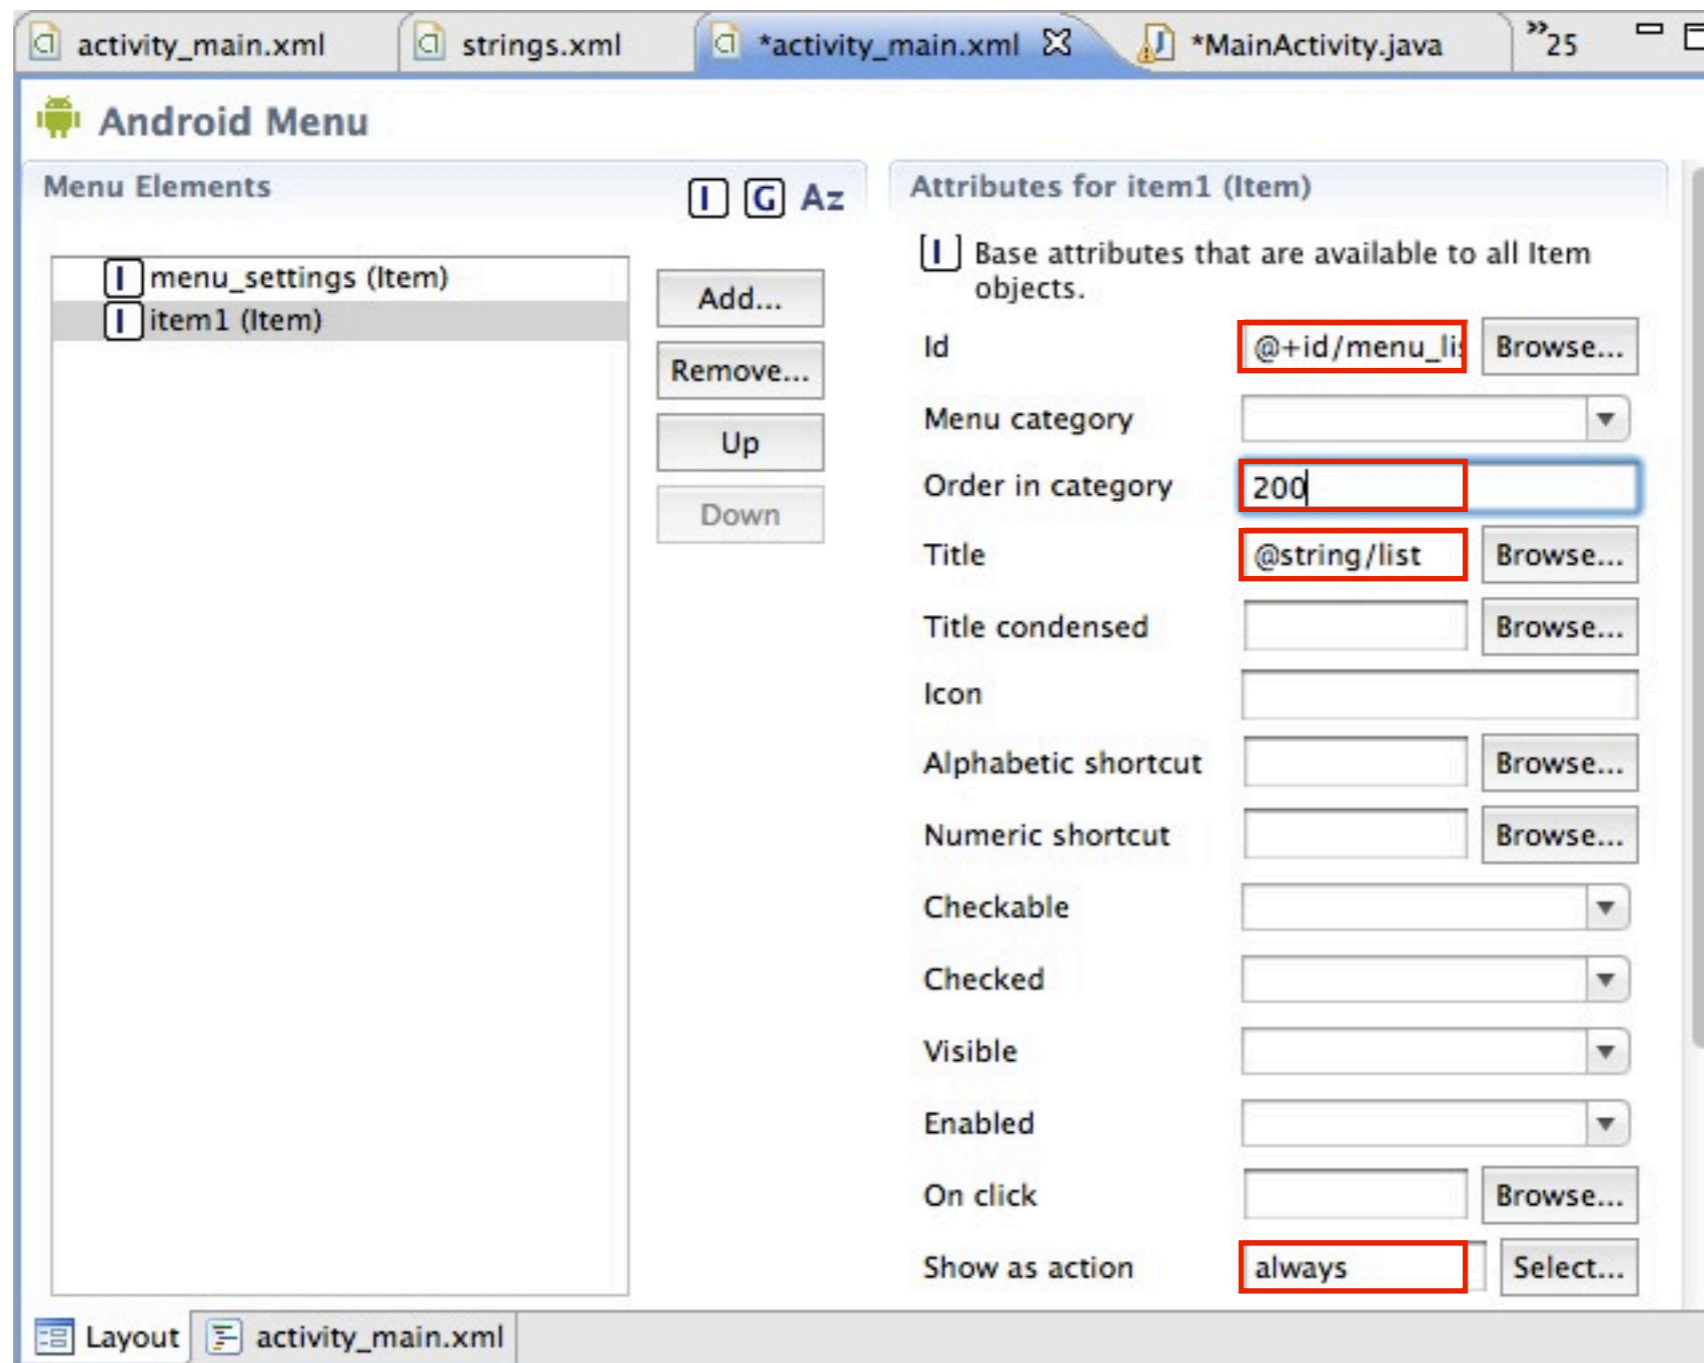 activity_main.xml strings.xml *activity_main.xml *MainActivity.java »25
Android Menu
Menu Elements I G Az
I menu_settings (Item)
I item1 (Item)
Add...
Remove...
Up
Down
Attributes for item1 (Item)
I Base attributes that are available to all Item
objects.
Id @+id/menu_lis Browse...
Menu category
Order in category 200
Title @string/list Browse...
Title condensed Browse...
Icon
Alphabetic shortcut Browse...
Numeric shortcut Browse...
Checkable
Checked
Visible
Enabled
On click Browse...
Show as action always Select...
Layout activity_main.xml